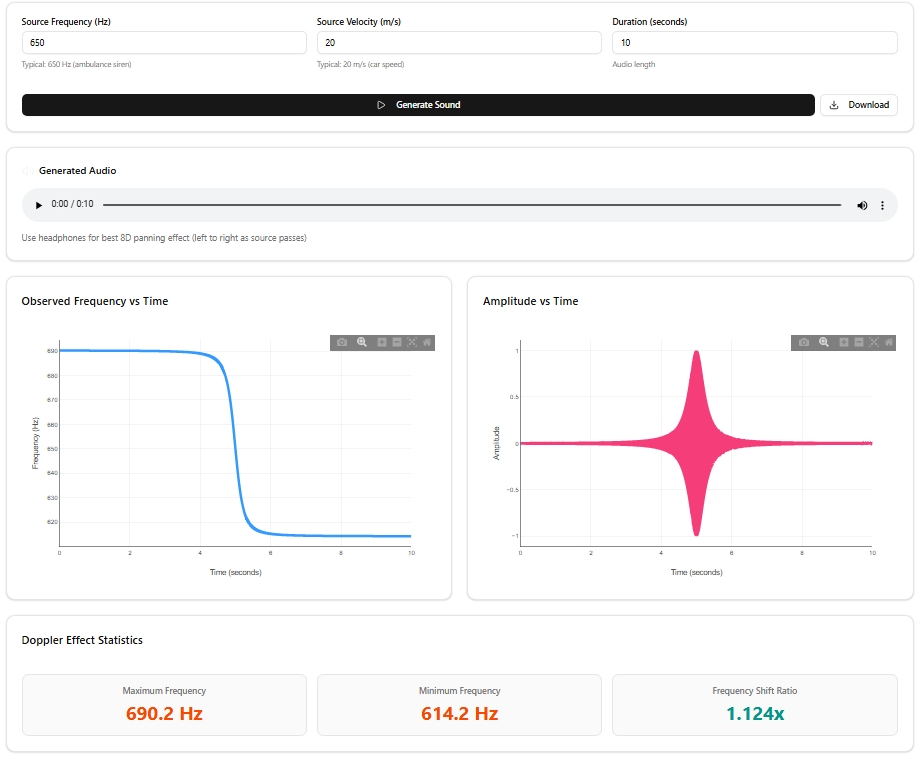 Source Frequency (Hz)
Source Velocity (m/s)
Duration (seconds)
650
20
10
Typical: 650 Hz (ambulance siren)
Typical: 20 m/s (car speed)
Audio length
Generate Sound
Download
Generated Audio
0:00 / 0:10
Use headphones for best 8D panning effect (left to right as source passes)
Observed Frequency vs Time
690
680
670
660
650
640
630
620
Frequency (Hz)
0 2 4 6 8 10
Time (seconds)
Amplitude vs Time
1
0.5
0
−0.5
−1
Amplitude
0 2 4 6 8 10
Time (seconds)
Doppler Effect Statistics
Maximum Frequency
690.2 Hz
Minimum Frequency
614.2 Hz
Frequency Shift Ratio
1.124x